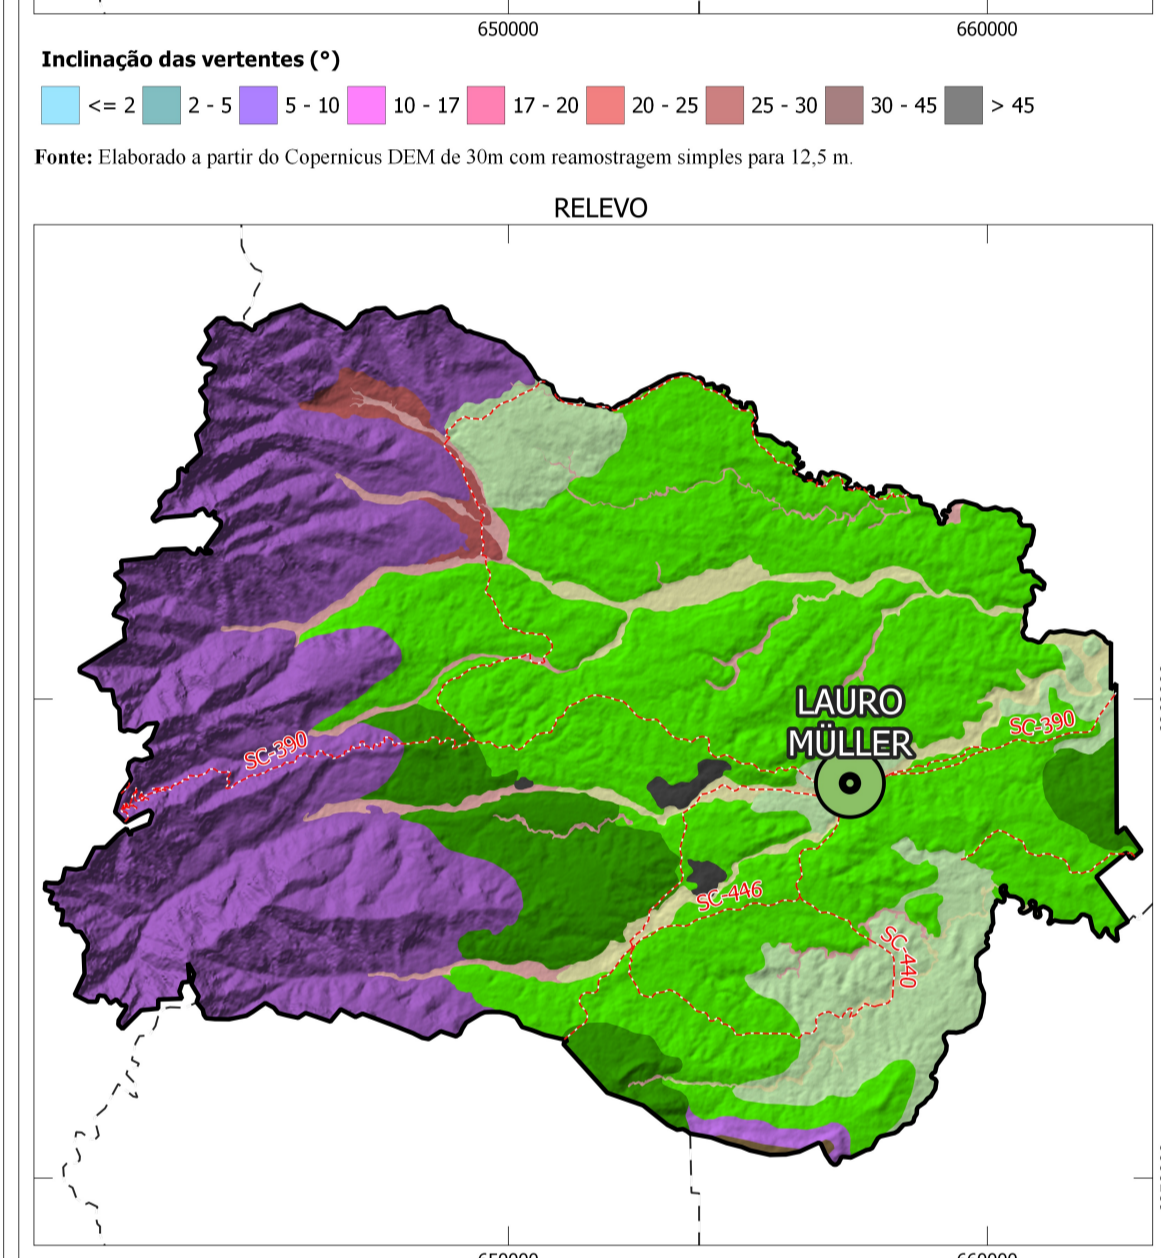 650000 660000
Inclinação das vertentes (°)
<= 2 2 - 5 5 - 10 10 - 17 17 - 20 20 - 25 25 - 30 30 - 45 > 45
Fonte: Elaborado a partir do Copernicus DEM de 30m com reamostragem simples para 12,5 m.
RELEVO
LAURO
MÜLLER
SC-390
SC-390
SC-446
SC-440